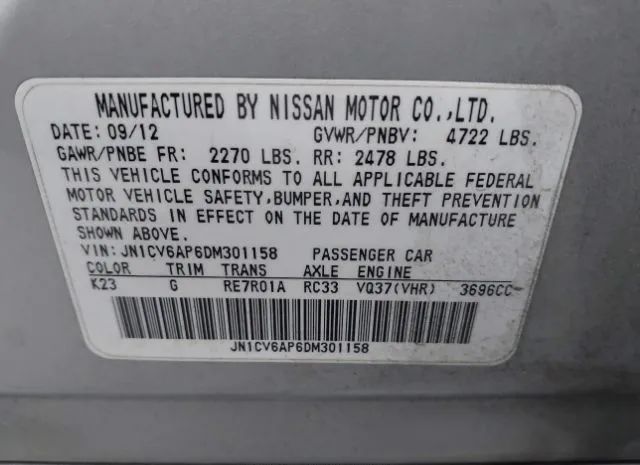 MANUFACTURED BY NISSAN MOTOR CO.,LTD.
DATE: 09/12 GVWR/PNBV: 4722 LBS.
GAWR/PNBE FR: 2270 LBS. RR: 2478 LBS.
THIS VEHICLE CONFORMS TO ALL APPLICABLE FEDERAL
MOTOR VEHICLE SAFETY,BUMPER,AND THEFT PREVENTION
STANDARDS IN EFFECT ON THE DATE OF MANUFACTURE
SHOWN ABOVE.
VIN:JN1CV6AP6DM301158 PASSENGER CAR
COLOR TRIM TRANS AXLE ENGINE
K23 G RE7R01A RC33 VQ37(VHR) 3696CC
JN1CV6AP6DM301158